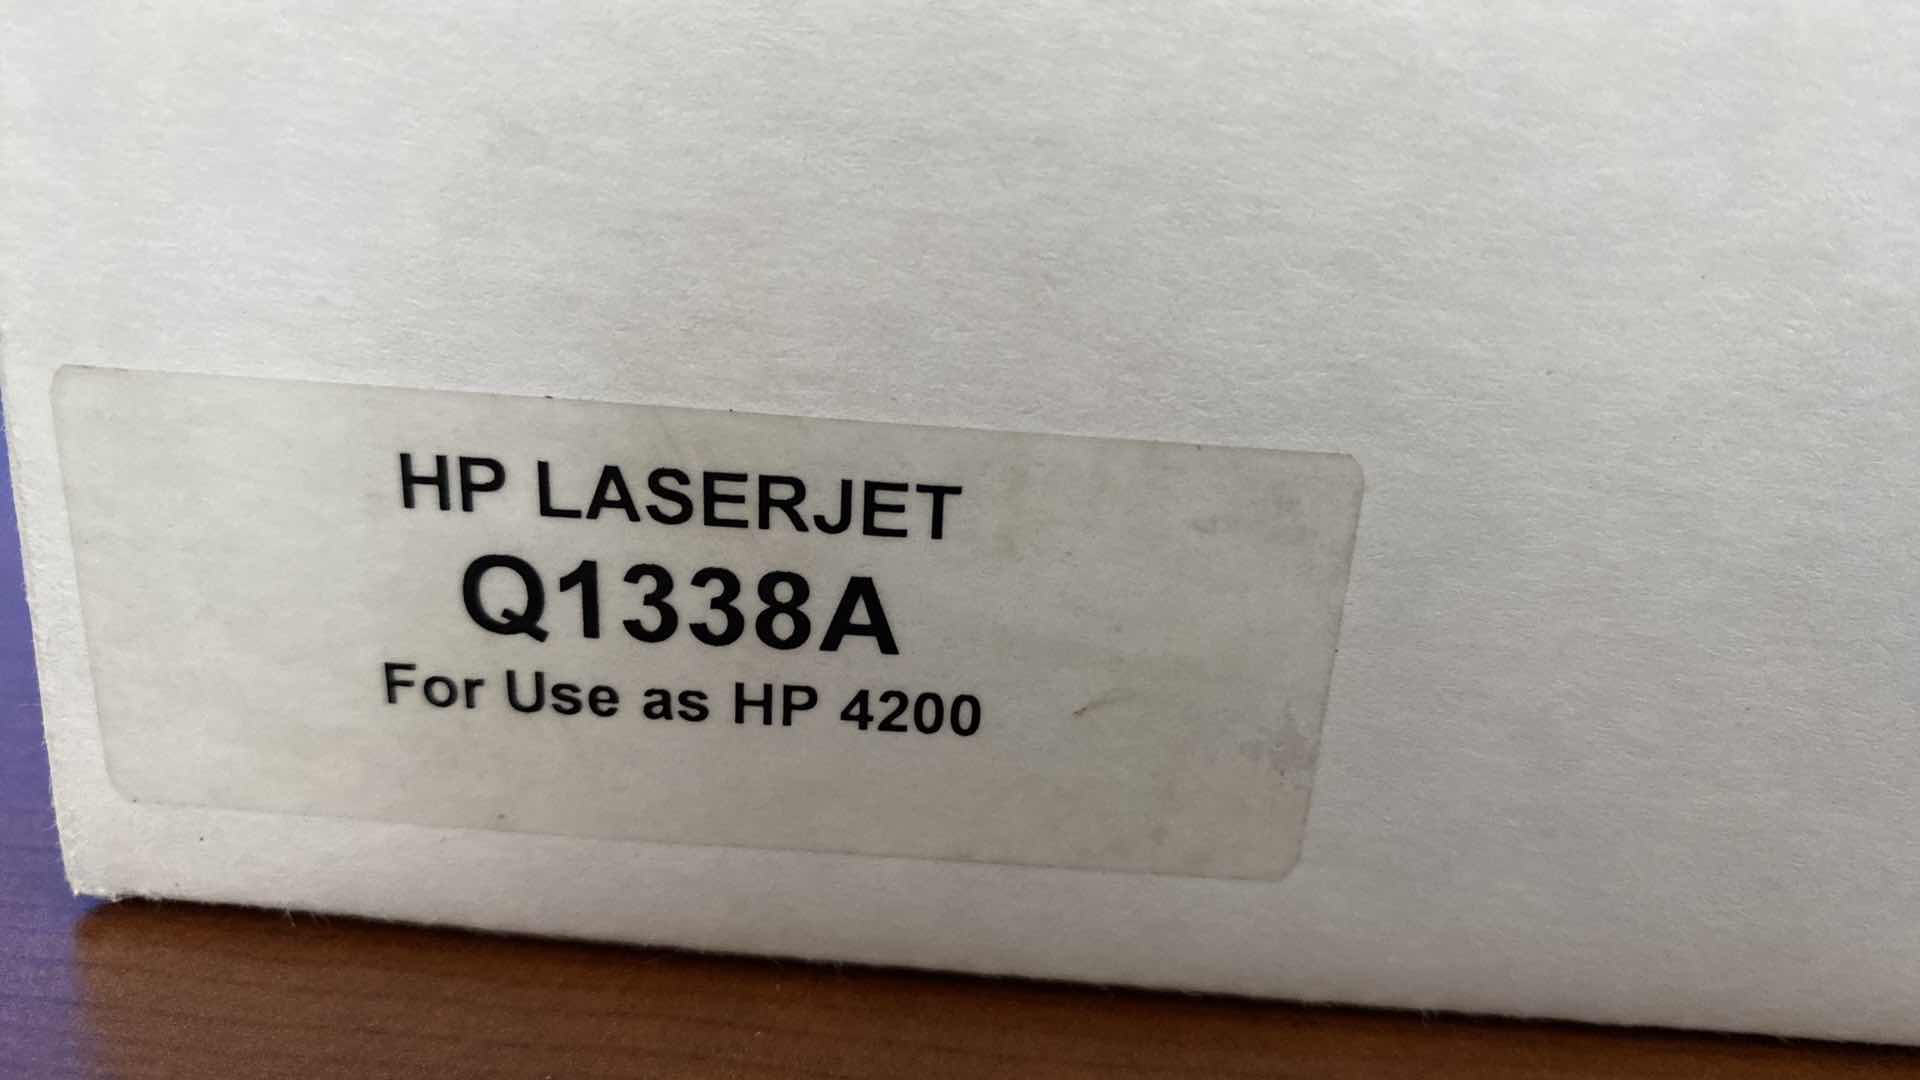 HP LASERJET
Q1338A
For Use as HP 4200